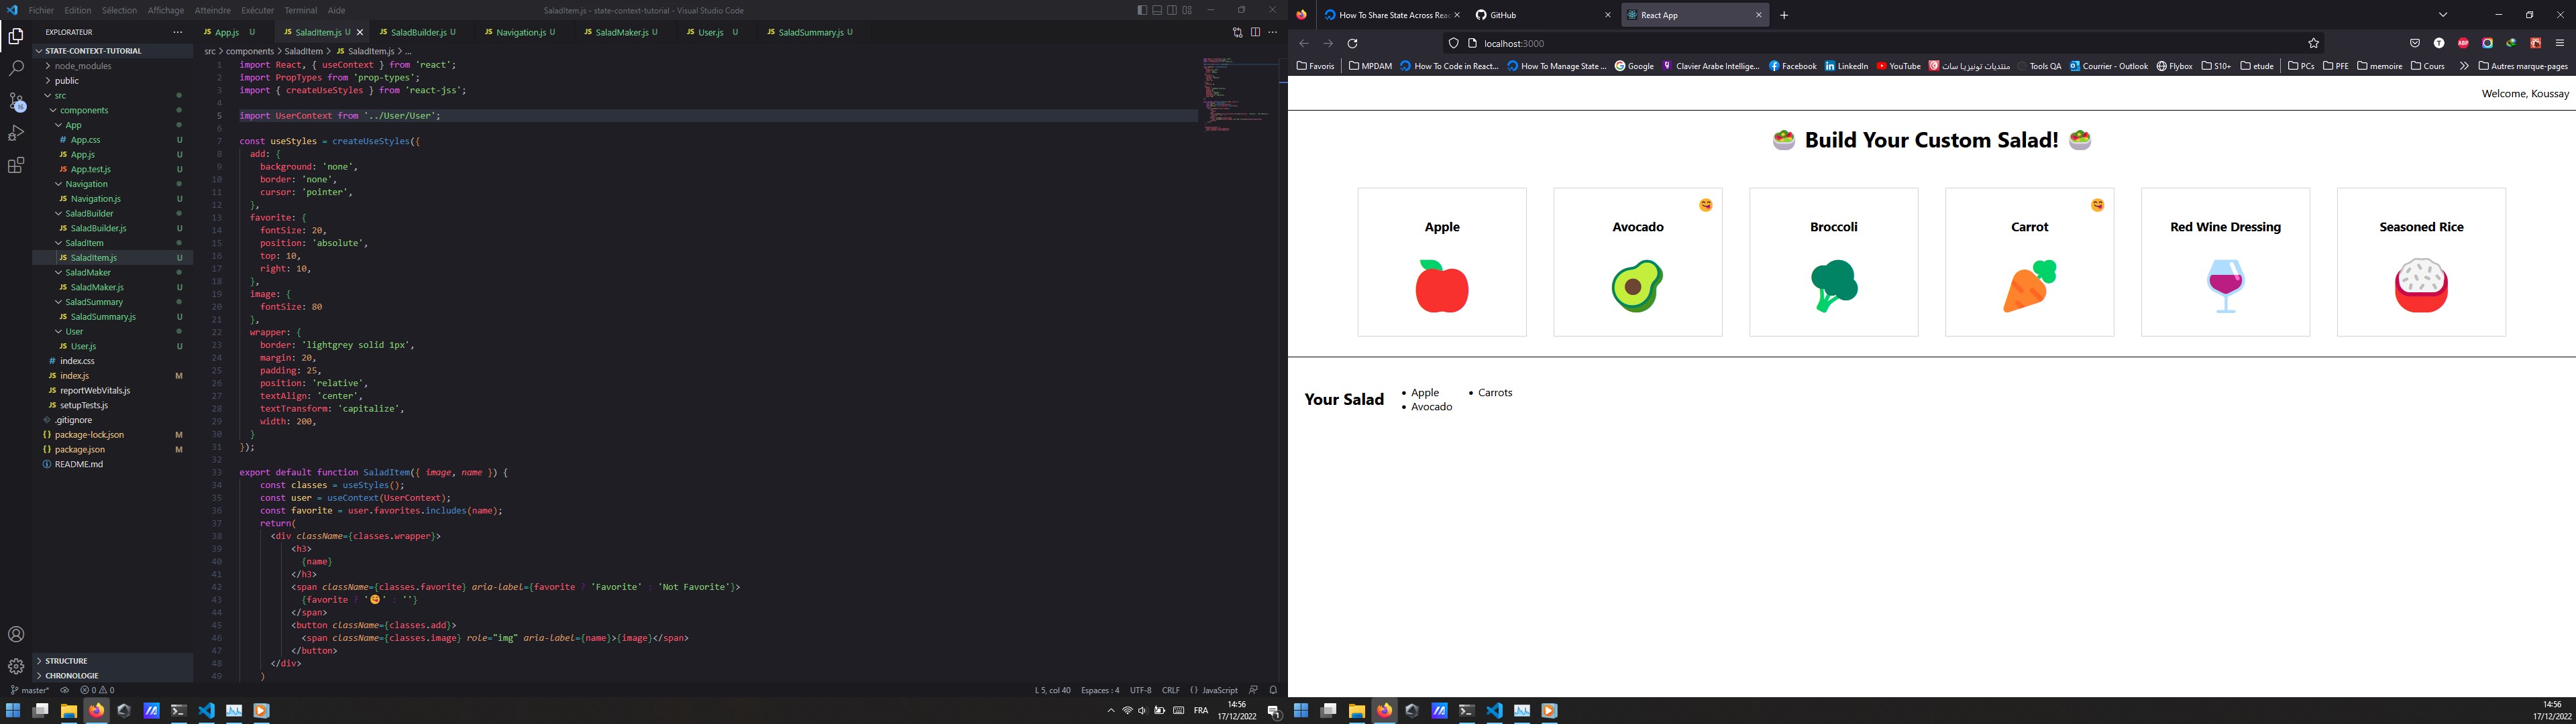 Fichier Edition Sélection Affichage Atteindre Exécuter Terminal Aide
SaladItem.js - state-context-tutorial - Visual Studio Code
EXPLORATEUR
STATE-CONTEXT-TUTORIAL
node_modules
public
src
components
App
App.css U
App.js U
App.test.js U
Navigation
Navigation.js U
SaladBuilder
SaladBuilder.js U
SaladItem
SaladItem.js U
SaladMaker
SaladMaker.js U
SaladSummary
SaladSummary.js U
User
User.js U
index.css
index.js M
reportWebVitals.js
setupTests.js
.gitignore
package-lock.json M
package.json M
README.md
STRUCTURE
CHRONOLOGIE
App.js U SaladItem.js U SaladBuilder.js U Navigation.js U SaladMaker.js U User.js U SaladSummary.js U
src > components > SaladItem > SaladItem.js > ...
1 import React, { useContext } from 'react';
2 import PropTypes from 'prop-types';
3 import { createUseStyles } from 'react-jss';
4
5 import UserContext from '../User/User';
6
7 const useStyles = createUseStyles({
8 add: {
9 background: 'none',
10 border: 'none',
11 cursor: 'pointer',
12 },
13 favorite: {
14 fontSize: 20,
15 position: 'absolute',
16 top: 10,
17 right: 10,
18 },
19 image: {
20 fontSize: 80
21 },
22 wrapper: {
23 border: 'lightgrey solid 1px',
24 margin: 20,
25 padding: 25,
26 position: 'relative',
27 textAlign: 'center',
28 textTransform: 'capitalize',
29 width: 200,
30 }
31 });
32
33 export default function SaladItem({ image, name }) {
34 const classes = useStyles();
35 const user = useContext(UserContext);
36 const favorite = user.favorites.includes(name);
37 return(
38 <div className={classes.wrapper}>
39 <h3>
40 {name}
41 </h3>
42 <span className={classes.favorite} aria-label={favorite ? 'Favorite' : 'Not Favorite'}>
43 {favorite ? '😋' : ''}
44 </span>
45 <button className={classes.add}>
46 <span className={classes.image} role="img" aria-label={name}>{image}</span>
47 </button>
48 </div>
49 )
master* 0 0
L 5, col 40 Espaces : 4 UTF-8 CRLF {} JavaScript
FRA 14:56 17/12/2022
How To Share State Across Reac GitHub React App
localhost:3000
Favoris MPDAM How To Code in React... How To Manage State ... Google Clavier Arabe Intellige... Facebook LinkedIn YouTube منتديات تونيزيا سات Tools QA Courrier - Outlook Flybox S10+ etude PCs PFE memoire Cours Autres marque-pages
Welcome, Koussay
🥗 Build Your Custom Salad! 🥗
Apple
Avocado
Broccoli
Carrot
Red Wine Dressing
Seasoned Rice
Your Salad
Apple
Avocado
Carrots
14:56
17/12/2022